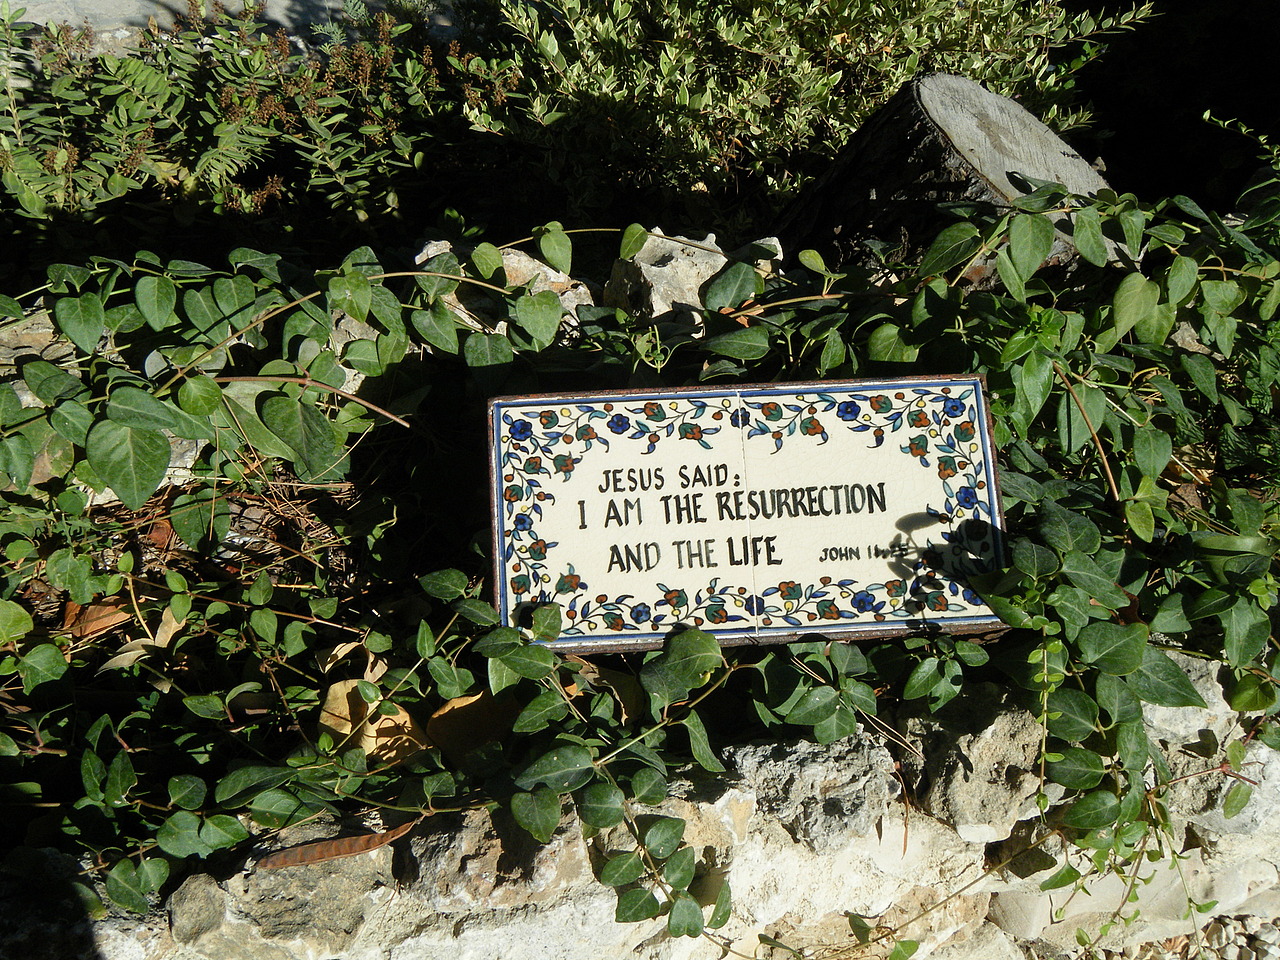 JESUS SAID:
I AM THE RESURRECTION
AND THE LIFE
JOHN